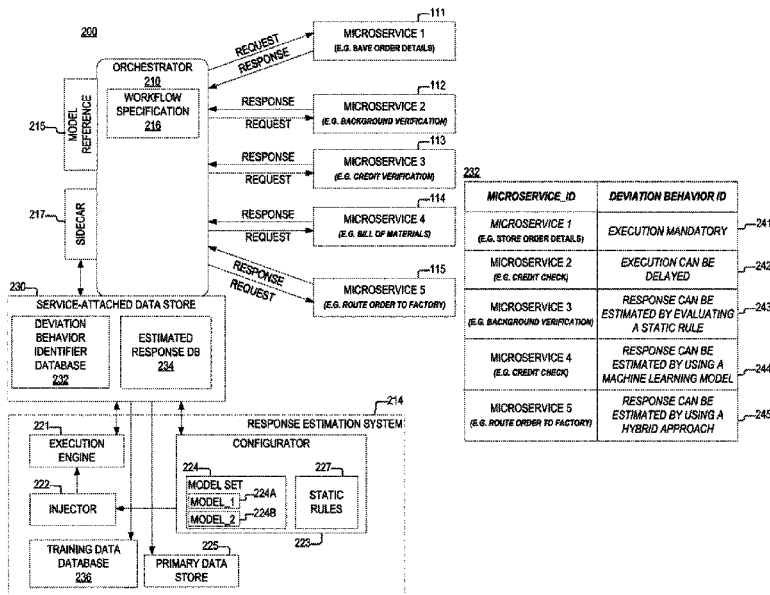 200
ORCHESTRATOR
210
WORKFLOW
SPECIFICATION
216
215
MODEL
REFERENCE
217
SIDECAR
REQUEST
RESPONSE
RESPONSE
REQUEST
RESPONSE
REQUEST
RESPONSE
REQUEST
RESPONSE
REQUEST
111
MICROSERVICE 1
(E.G. SAVE ORDER DETAILS)
112
MICROSERVICE 2
(E.G. BACKGROUND VERIFICATION)
113
MICROSERVICE 3
(E.G. CREDIT VERIFICATION)
114
MICROSERVICE 4
(E.G. BILL OF MATERIALS)
115
MICROSERVICE 5
(E.G. ROUTE ORDER TO FACTORY)
230
SERVICE-ATTACHED DATA STORE
DEVIATION
BEHAVIOR
IDENTIFIER
DATABASE
232
ESTIMATED
RESPONSE DB
234
214
RESPONSE ESTIMATION SYSTEM
221
EXECUTION
ENGINE
222
INJECTOR
CONFIGURATOR
224
MODEL SET
MODEL_1
224A
MODEL_2
224B
227
STATIC
RULES
223
TRAINING DATA
DATABASE
236
225
PRIMARY DATA
STORE
232
MICROSERVICE_ID
DEVIATION BEHAVIOR ID
MICROSERVICE 1
(E.G. STORE ORDER DETAILS)
EXECUTION MANDATORY
241
MICROSERVICE 2
(E.G. CREDIT CHECK)
EXECUTION CAN BE
DELAYED
242
MICROSERVICE 3
(E.G. BACKGROUND VERIFICATION)
RESPONSE CAN BE
ESTIMATED BY EVALUATING
A STATIC RULE
243
MICROSERVICE 4
(E.G. CREDIT CHECK)
RESPONSE CAN BE
ESTIMATED BY USING A
MACHINE LEARNING MODEL
244
MICROSERVICE 5
(E.G. ROUTE ORDER TO FACTORY)
RESPONSE CAN BE
ESTIMATED BY USING A
HYBRID APPROACH
245